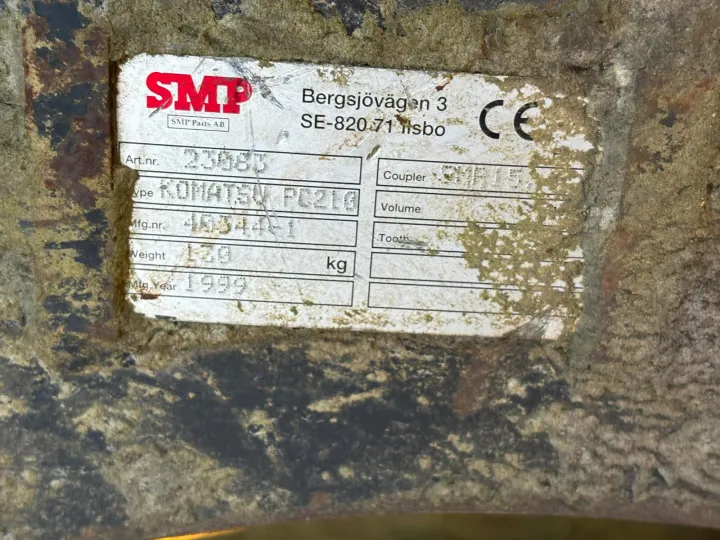 SMP
SMP Parts AB
Bergsjövägen 3
SE-820 71 Ilsbo
CE
Art.nr. 23083
Type KOMATSU PC210
Mfg.nr. 40344-1
Weight 130 kg
Mfg.Year 1999
Coupler
Volume
Tooth